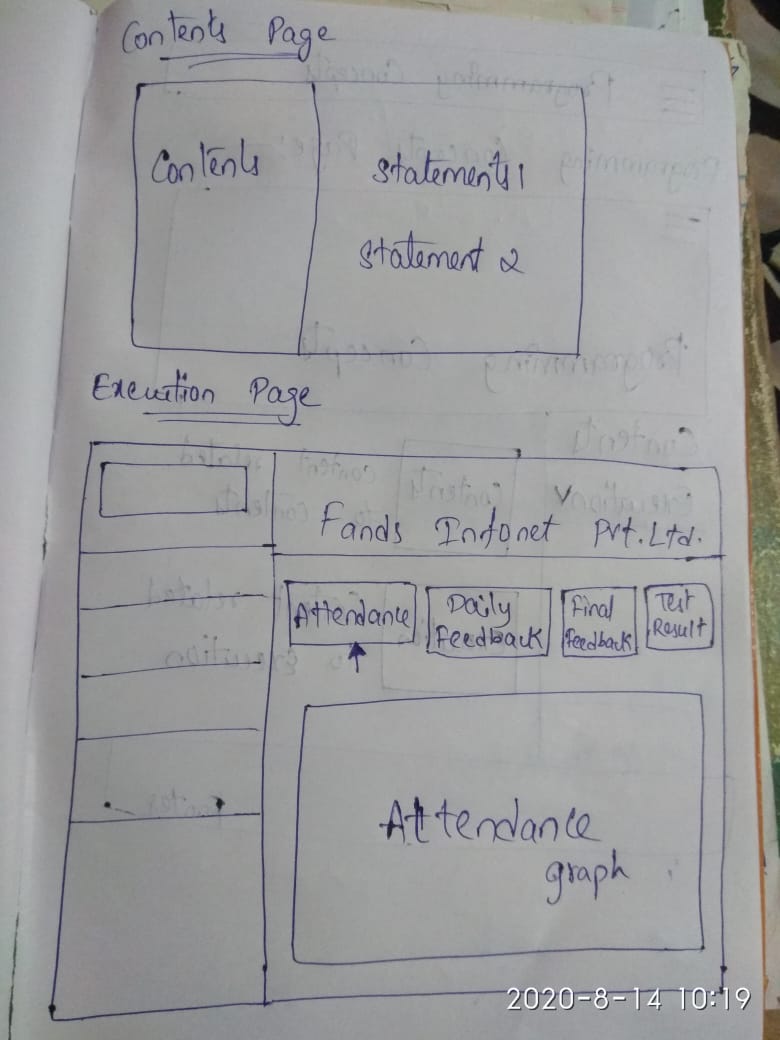 Contents Page
Contents
Statements 1
Statement 2
Execution Page
Fands Infonet Pvt.Ltd.
Attendance
Daily
Feedback
Final
Feedback
Test
Result
Attendance
graph
2020-8-14 10:19